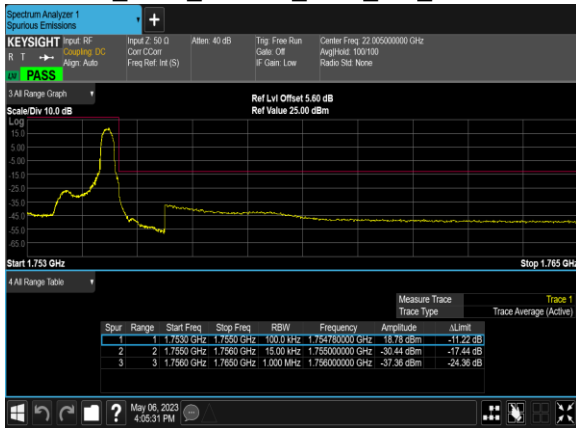 Spectrum Analyzer 1
Spurious Emissions
KEYSIGHT Input: RF Input Z: 50 Ω Atten: 40 dB Trig: Free Run Center Freq: 22.005000000 GHz
R T Coupling: DC Corr CCorr Gate: Off Avg|Hold: 100/100
Align: Auto Freq Ref: Int (S) IF Gain: Low Radio Std: None
PASS
3 All Range Graph
Ref Lvl Offset 5.60 dB
Scale/Div 10.0 dB Ref Value 25.00 dBm
Log
15.0
5.00
-5.00
-15.0
-25.0
-35.0
-45.0
-55.0
-65.0
Start 1.753 GHz Stop 1.765 GHz
4 All Range Table
Measure Trace Trace 1
Trace Type Trace Average (Active)
Spur Range Start Freq Stop Freq RBW Frequency Amplitude ΔLimit
1 1 1.7530 GHz 1.7550 GHz 100.0 kHz 1.754780000 GHz 18.78 dBm -11.22 dB
2 2 1.7550 GHz 1.7560 GHz 15.00 kHz 1.755000000 GHz -30.44 dBm -17.44 dB
3 3 1.7560 GHz 1.7650 GHz 1.000 MHz 1.756000000 GHz -37.36 dBm -24.36 dB
? May 06, 2023
4:05:31 PM